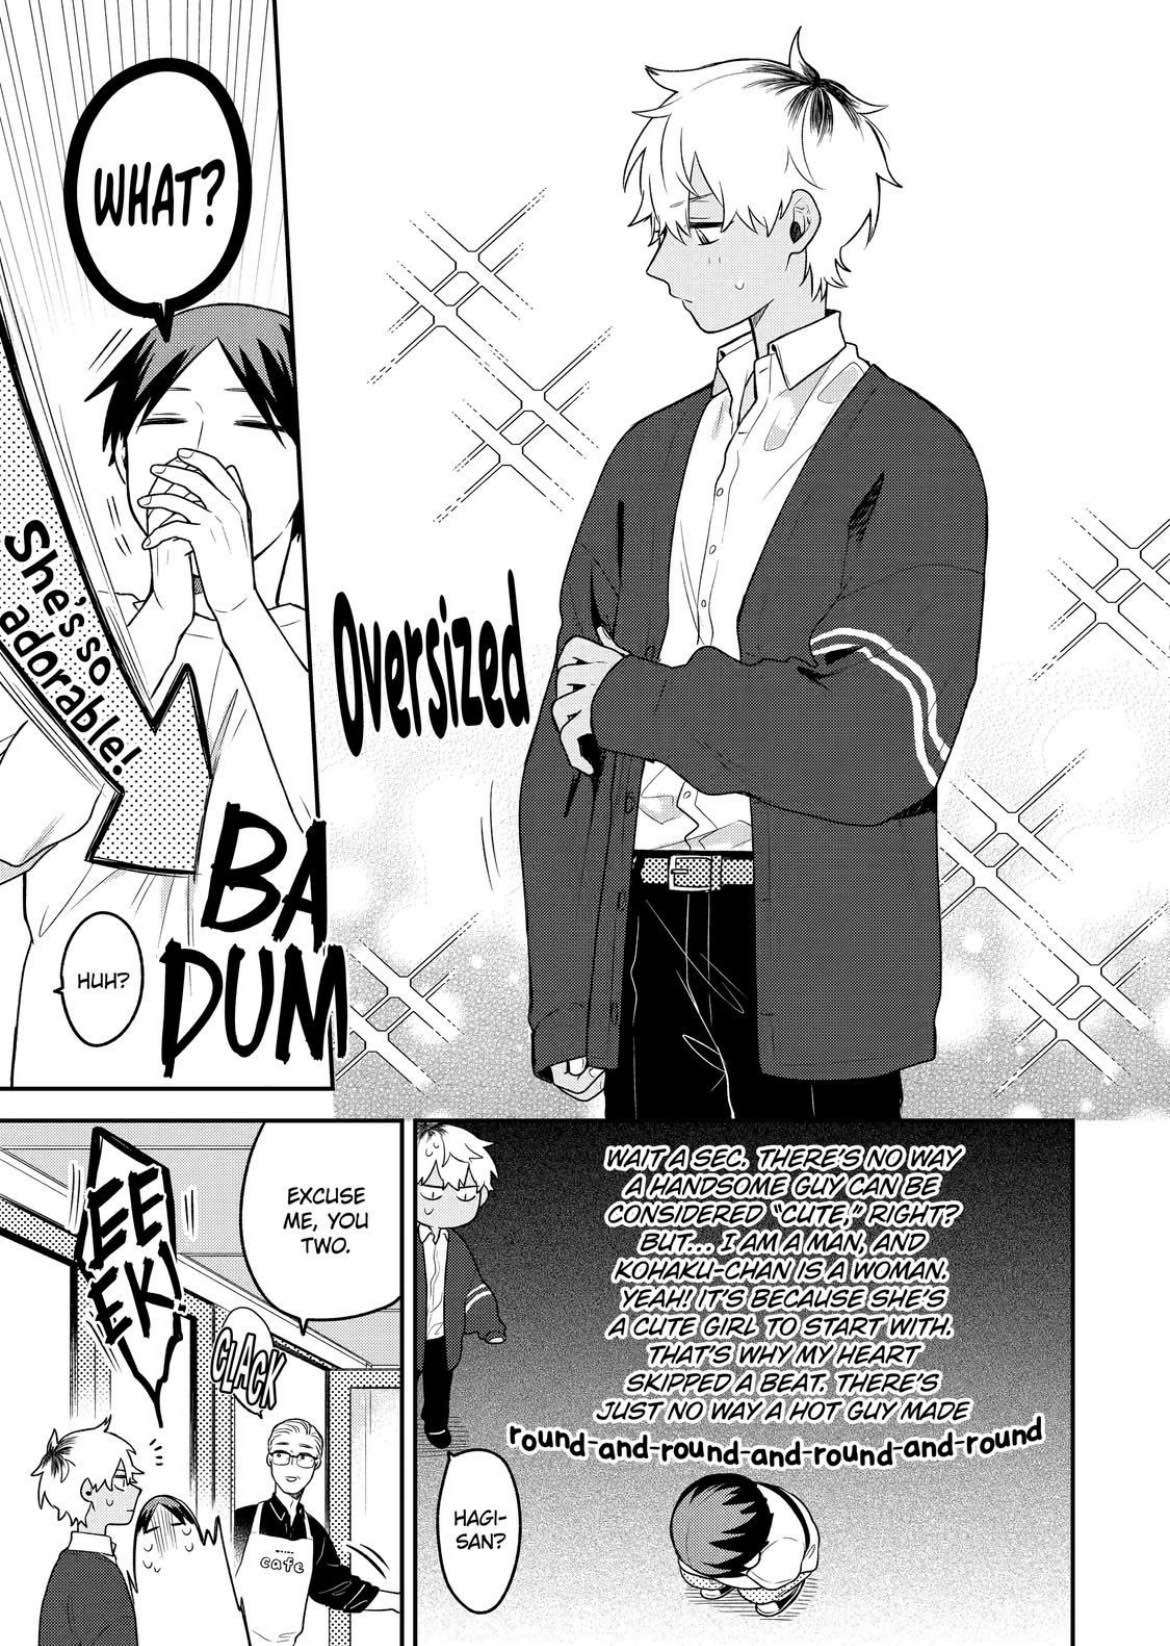 Oversized
WHAT?
She's so
adorable!
BA
DUM
HUH?
WAIT A SEC. THERE'S NO WAY
A HANDSOME GUY CAN BE
CONSIDERED "CUTE," RIGHT?
BUT... I AM A MAN, AND
KOHAKU-CHAN IS A WOMAN.
YEAH! IT'S BECAUSE SHE'S
A CUTE GIRL TO START WITH.
THAT'S WHY MY HEART
SKIPPED A BEAT. THERE'S
JUST NO WAY A HOT GUY MADE
round-and-round-and-round-and-round
HAGI-
SAN?
EXCUSE
ME, YOU
TWO.
CLACK
EE
EK!
cafe